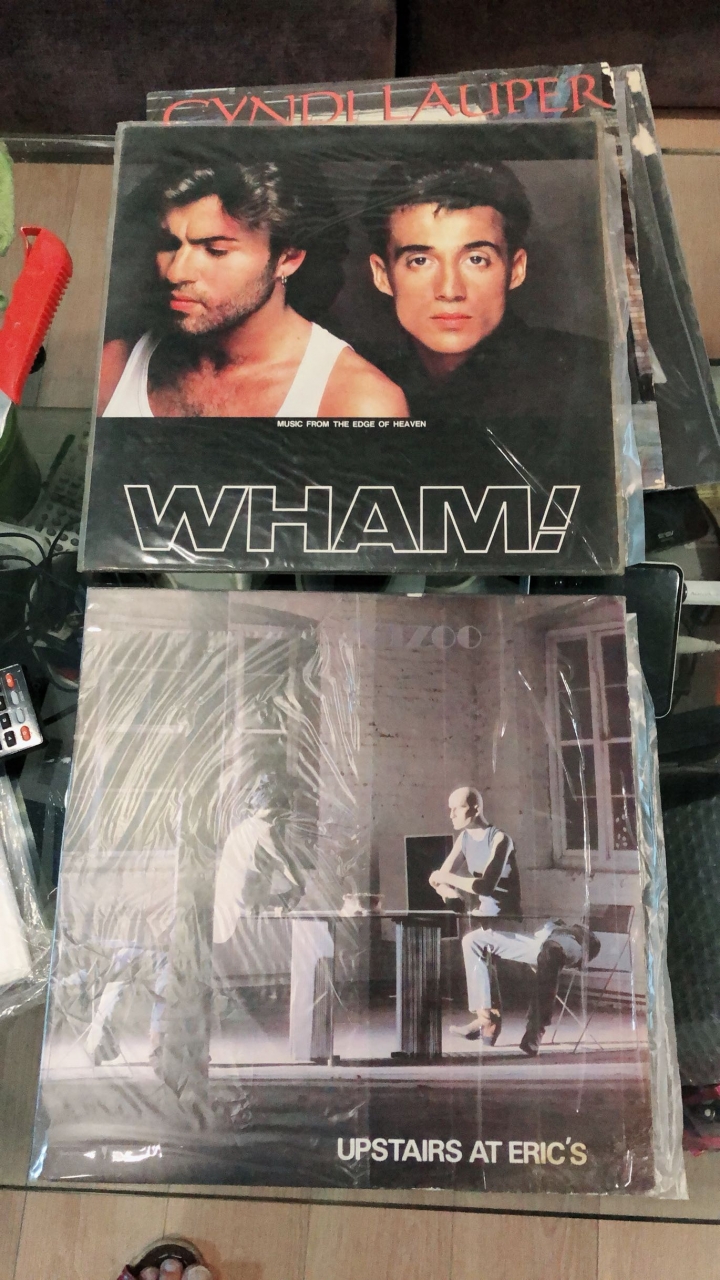 CYNDI LAUPER
MUSIC FROM THE EDGE OF HEAVEN
WHAM!
UPSTAIRS AT ERIC'S